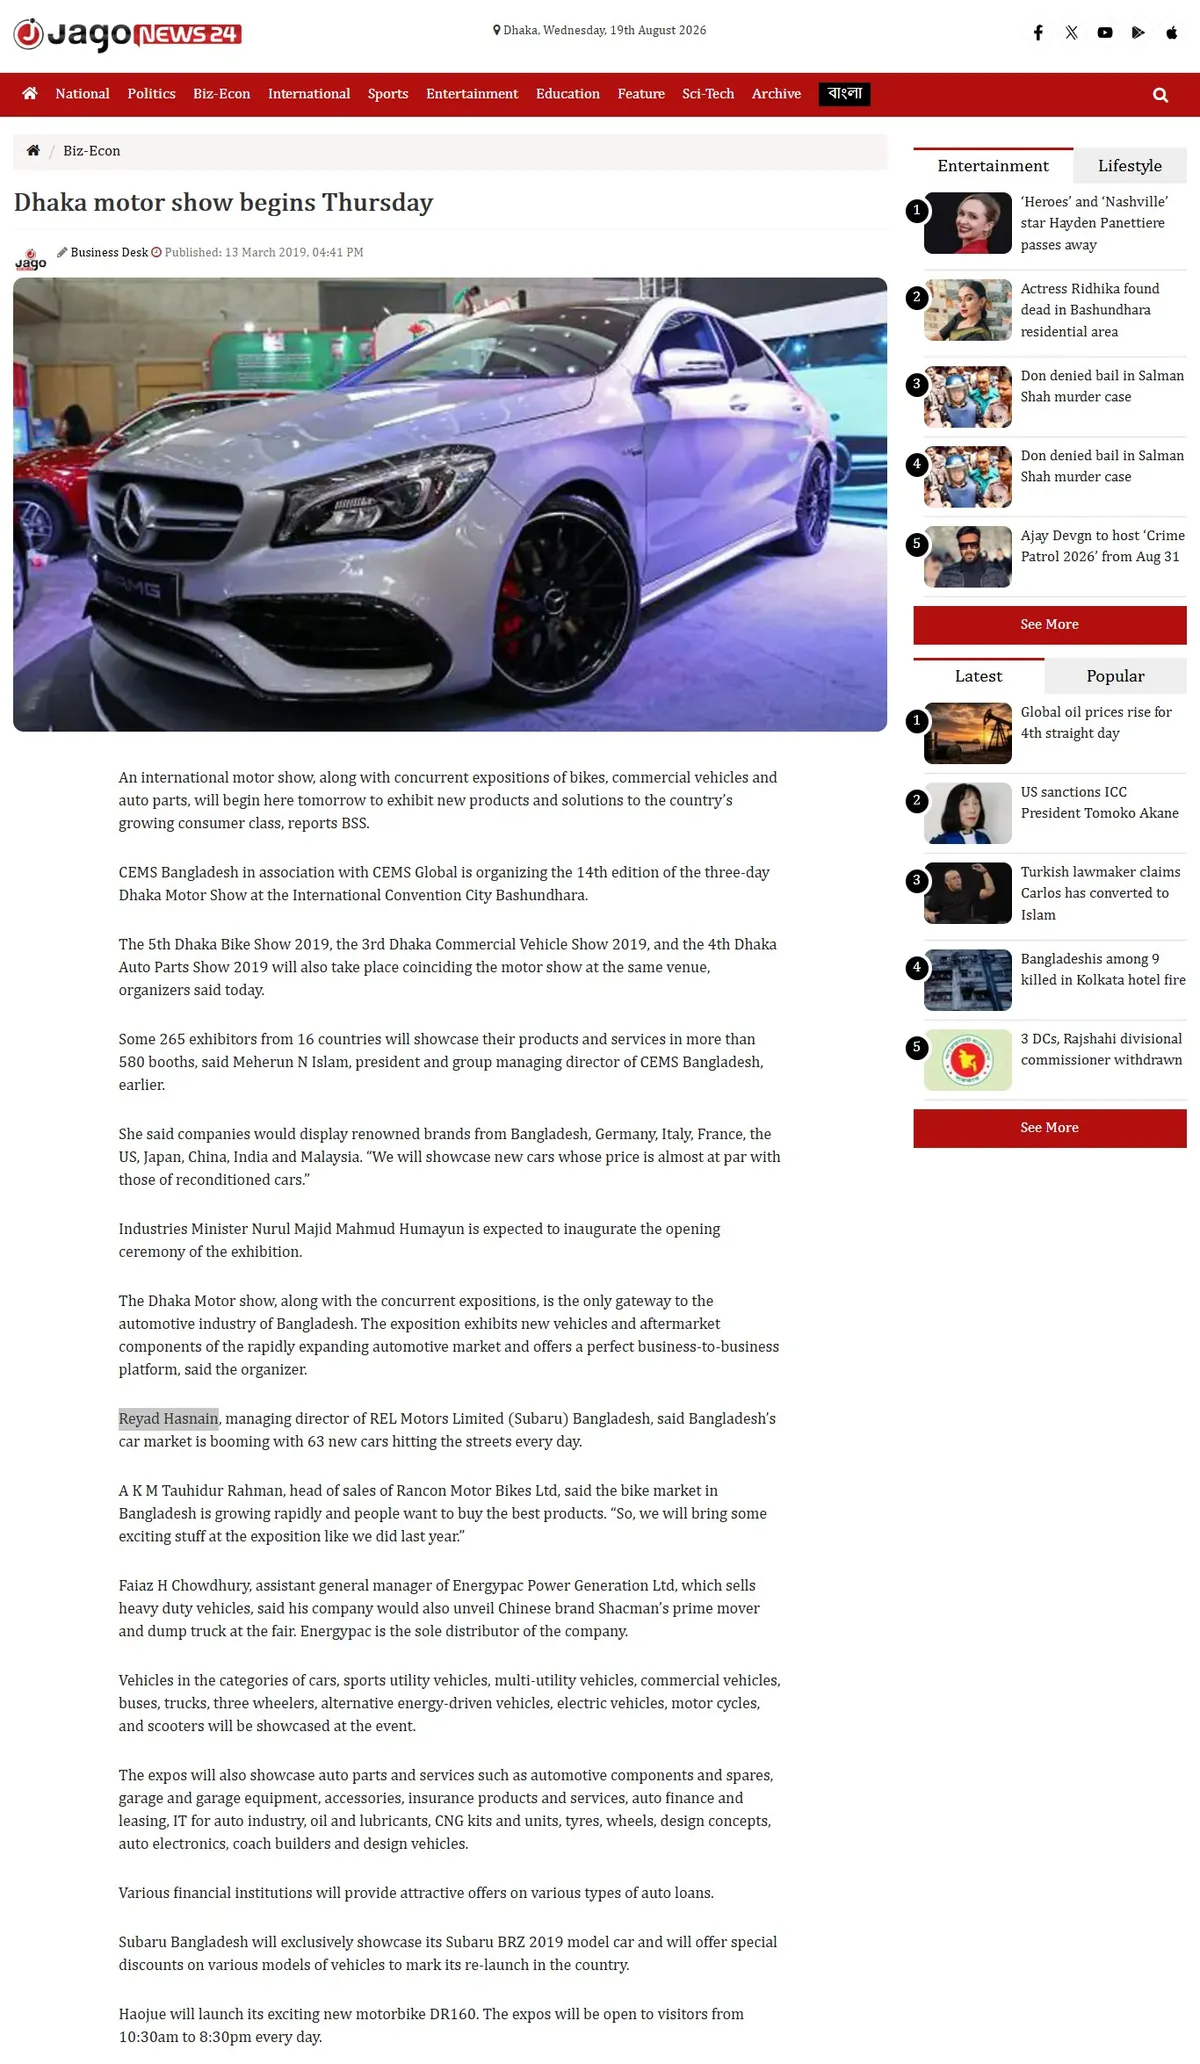 Jago NEWS 24
Dhaka, Wednesday, 19th August 2026
National Politics Biz-Econ International Sports Entertainment Education Feature Sci-Tech Archive বাংলা
/ Biz-Econ
Dhaka motor show begins Thursday
Jago
Business Desk Published: 13 March 2019, 04:41 PM
AMG
An international motor show, along with concurrent expositions of bikes, commercial vehicles and
auto parts, will begin here tomorrow to exhibit new products and solutions to the country’s
growing consumer class, reports BSS.
CEMS Bangladesh in association with CEMS Global is organizing the 14th edition of the three-day
Dhaka Motor Show at the International Convention City Bashundhara.
The 5th Dhaka Bike Show 2019, the 3rd Dhaka Commercial Vehicle Show 2019, and the 4th Dhaka
Auto Parts Show 2019 will also take place coinciding the motor show at the same venue,
organizers said today.
Some 265 exhibitors from 16 countries will showcase their products and services in more than
580 booths, said Meherun N Islam, president and group managing director of CEMS Bangladesh,
earlier.
She said companies would display renowned brands from Bangladesh, Germany, Italy, France, the
US, Japan, China, India and Malaysia. “We will showcase new cars whose price is almost at par with
those of reconditioned cars.”
Industries Minister Nurul Majid Mahmud Humayun is expected to inaugurate the opening
ceremony of the exhibition.
The Dhaka Motor show, along with the concurrent expositions, is the only gateway to the
automotive industry of Bangladesh. The exposition exhibits new vehicles and aftermarket
components of the rapidly expanding automotive market and offers a perfect business-to-business
platform, said the organizer.
Reyad Hasnain, managing director of REL Motors Limited (Subaru) Bangladesh, said Bangladesh’s
car market is booming with 63 new cars hitting the streets every day.
A K M Tauhidur Rahman, head of sales of Rancon Motor Bikes Ltd, said the bike market in
Bangladesh is growing rapidly and people want to buy the best products. “So, we will bring some
exciting stuff at the exposition like we did last year.”
Faiaz H Chowdhury, assistant general manager of Energypac Power Generation Ltd, which sells
heavy duty vehicles, said his company would also unveil Chinese brand Shacman’s prime mover
and dump truck at the fair. Energypac is the sole distributor of the company.
Vehicles in the categories of cars, sports utility vehicles, multi-utility vehicles, commercial vehicles,
buses, trucks, three wheelers, alternative energy-driven vehicles, electric vehicles, motor cycles,
and scooters will be showcased at the event.
The expos will also showcase auto parts and services such as automotive components and spares,
garage and garage equipment, accessories, insurance products and services, auto finance and
leasing, IT for auto industry, oil and lubricants, CNG kits and units, tyres, wheels, design concepts,
auto electronics, coach builders and design vehicles.
Various financial institutions will provide attractive offers on various types of auto loans.
Subaru Bangladesh will exclusively showcase its Subaru BRZ 2019 model car and will offer special
discounts on various models of vehicles to mark its re-launch in the country.
Haojue will launch its exciting new motorbike DR160. The expos will be open to visitors from
10:30am to 8:30pm every day.
Entertainment Lifestyle
1 ‘Heroes’ and ‘Nashville’
star Hayden Panettiere
passes away
2 Actress Ridhika found
dead in Bashundhara
residential area
3 Don denied bail in Salman
Shah murder case
4 Don denied bail in Salman
Shah murder case
5 Ajay Devgn to host ‘Crime
Patrol 2026’ from Aug 31
See More
Latest Popular
1 Global oil prices rise for
4th straight day
2 US sanctions ICC
President Tomoko Akane
3 Turkish lawmaker claims
Carlos has converted to
Islam
4 Bangladeshis among 9
killed in Kolkata hotel fire
5 3 DCs, Rajshahi divisional
commissioner withdrawn
See More